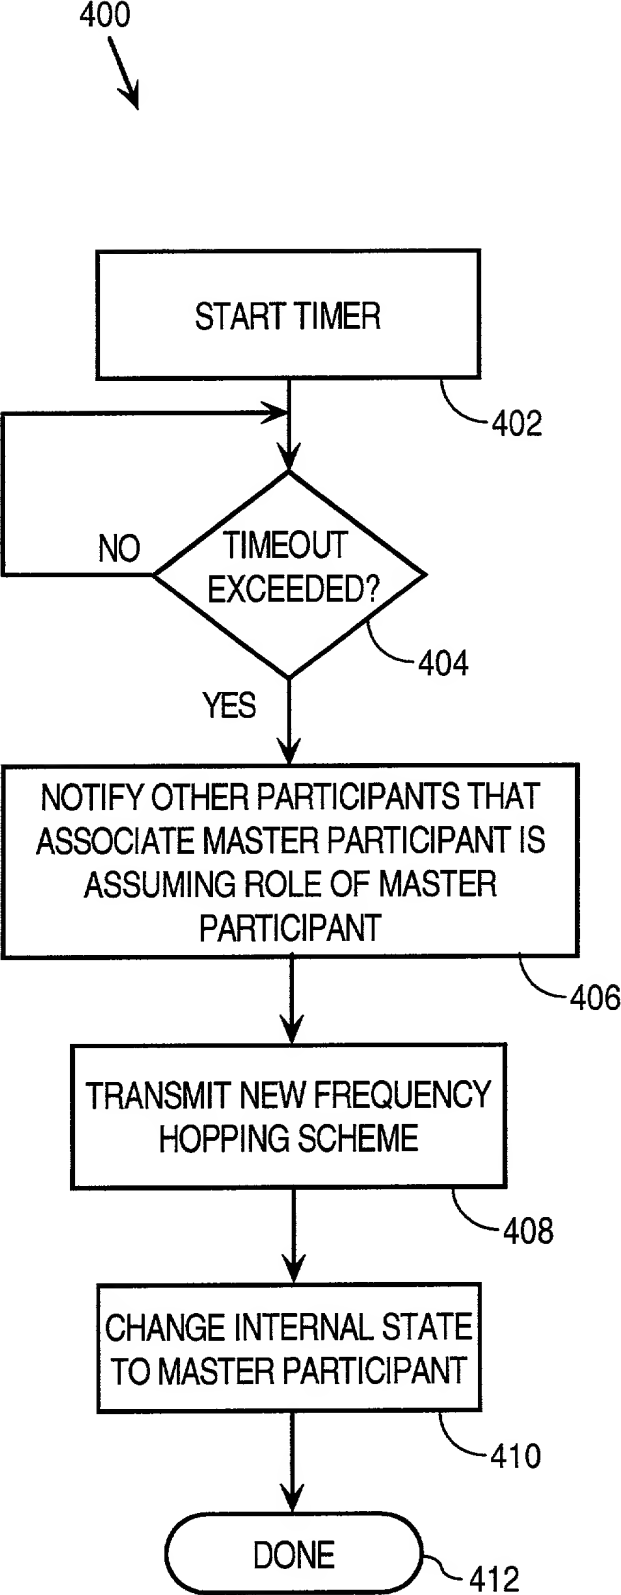 400
START TIMER
402
TIMEOUT
EXCEEDED?
NO
404
YES
NOTIFY OTHER PARTICIPANTS THAT
ASSOCIATE MASTER PARTICIPANT IS
ASSUMING ROLE OF MASTER
PARTICIPANT
406
TRANSMIT NEW FREQUENCY
HOPPING SCHEME
408
CHANGE INTERNAL STATE
TO MASTER PARTICIPANT
410
DONE
412